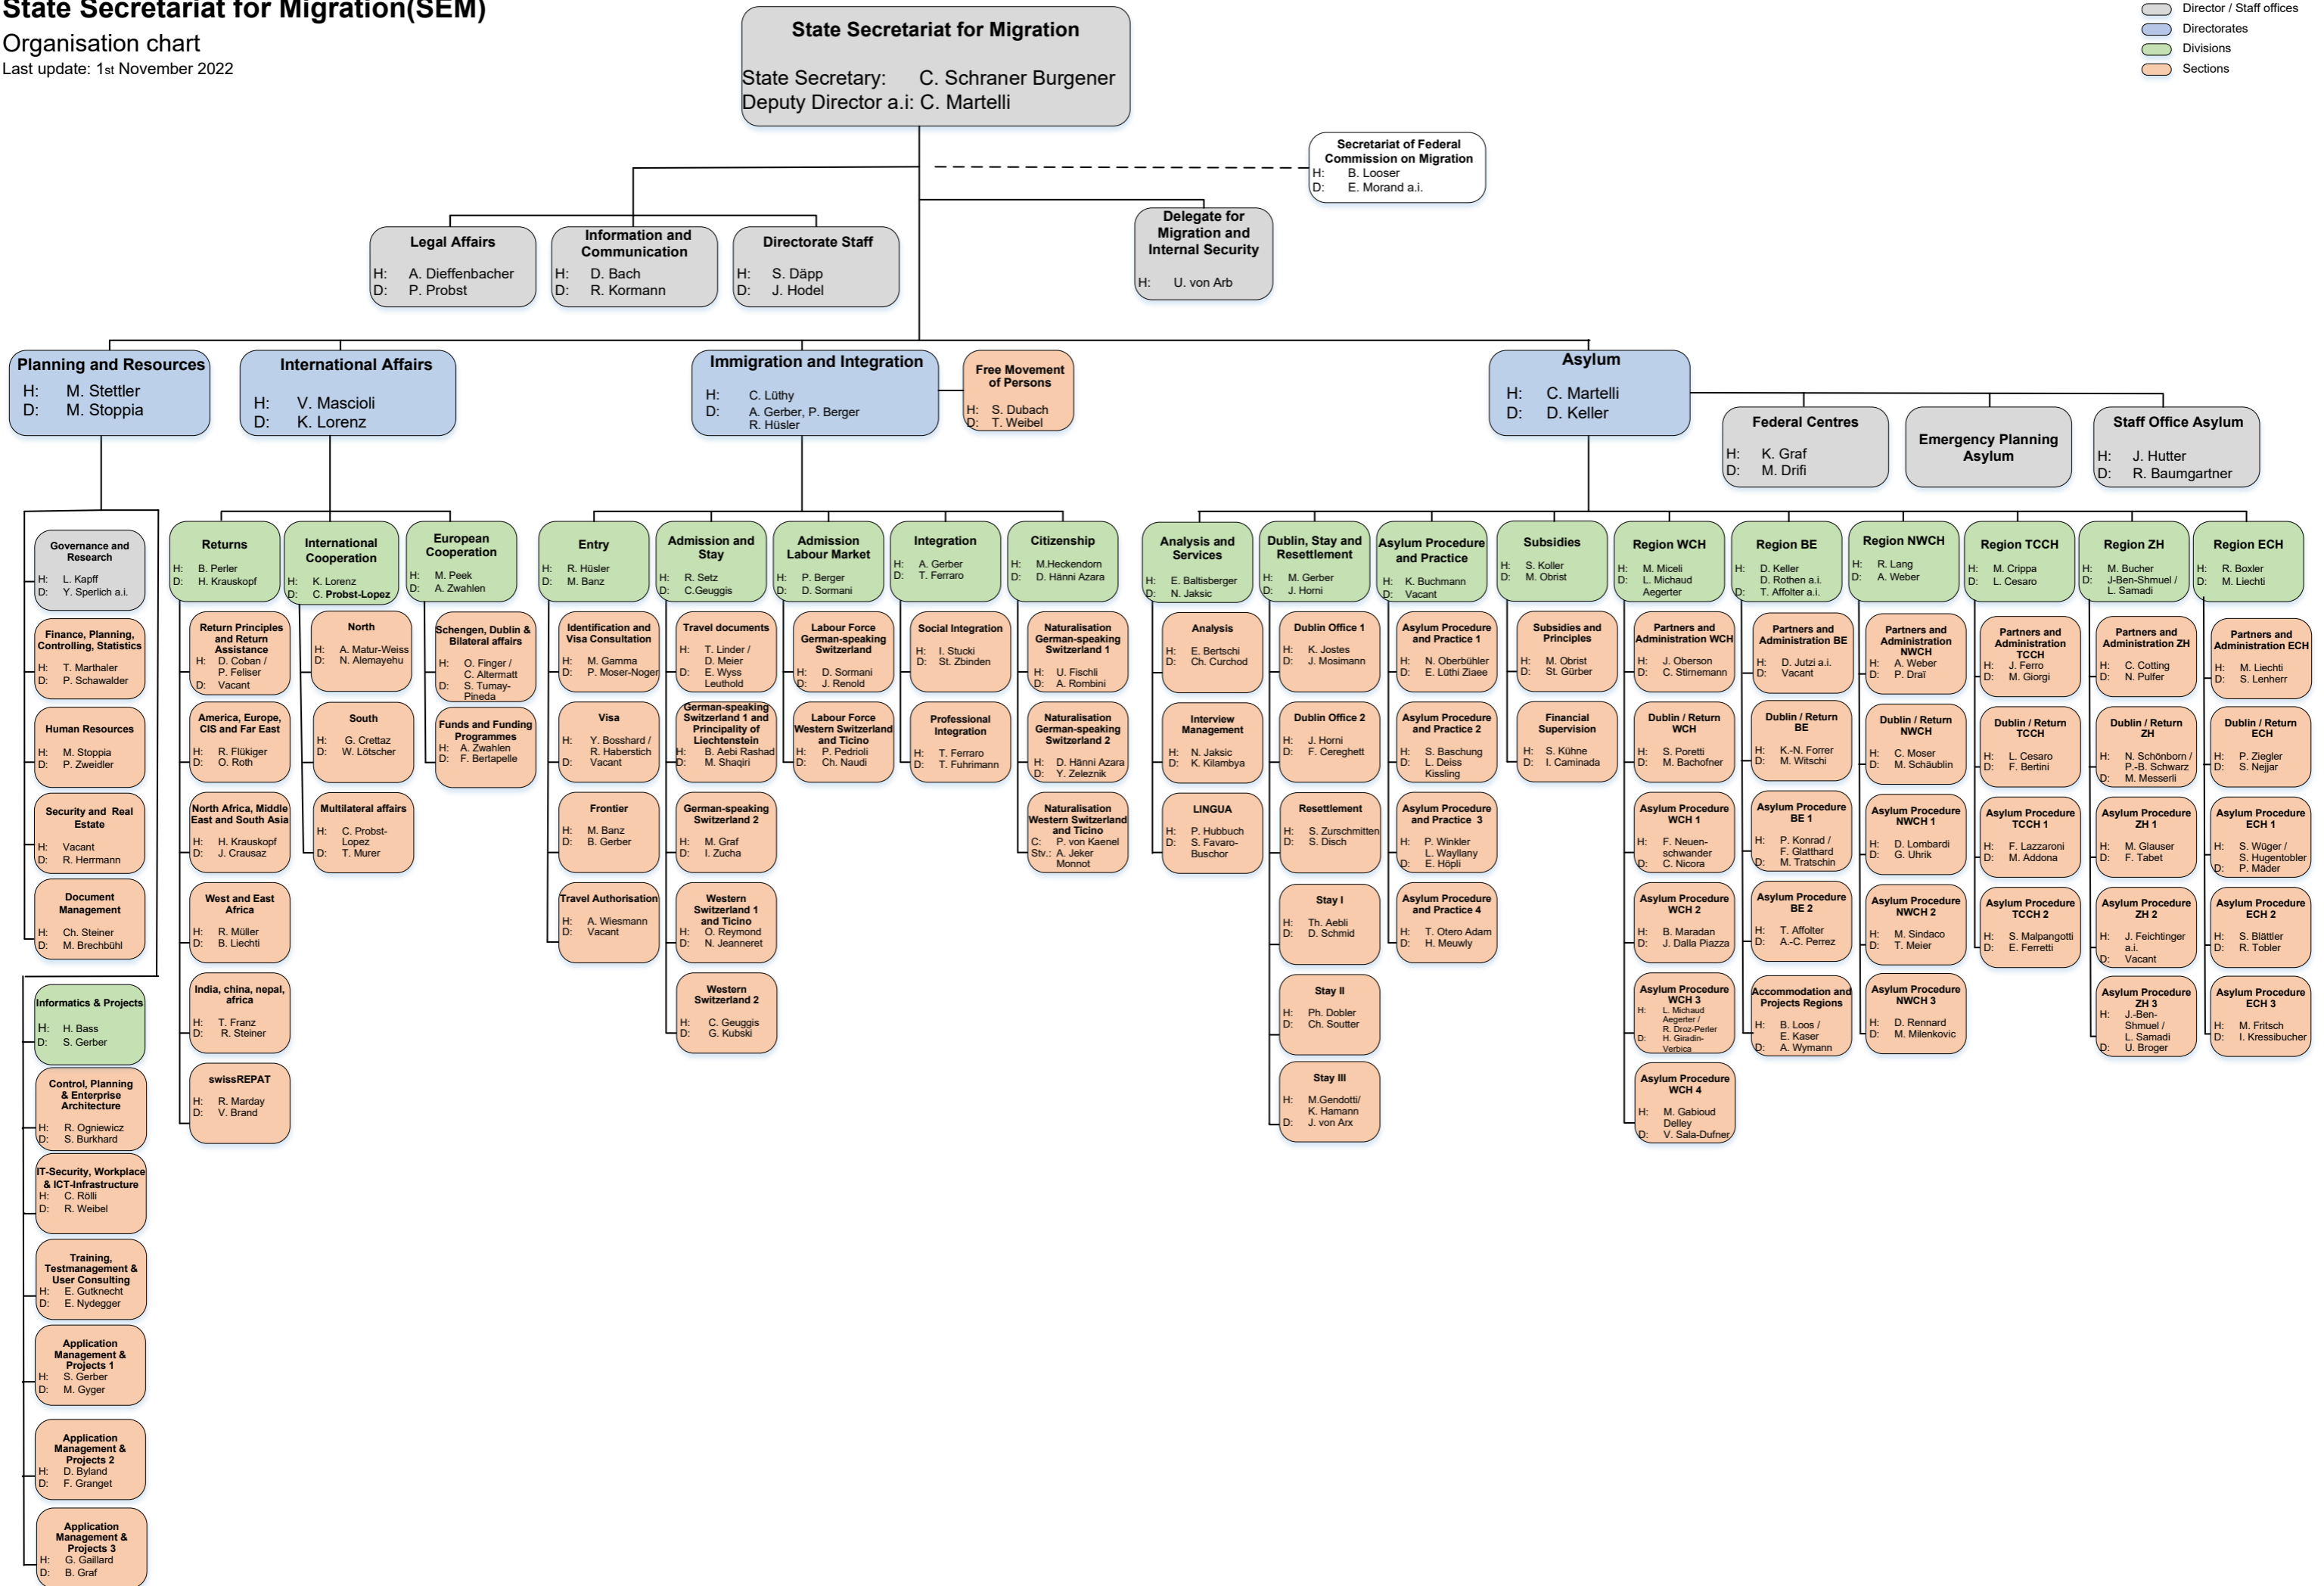 State Secretariat for Migration(SEM)
Organisation chart
Last update: 1st November 2022
Director / Staff offices
Directorates
Divisions
Sections
State Secretariat for Migration
State Secretary: C. Schraner Burgener
Deputy Director a.i: C. Martelli
Secretariat of Federal
Commission on Migration
H: B. Looser
D: E. Morand a.i.
Legal Affairs
H: A. Dieffenbacher
D: P. Probst
Information and
Communication
H: D. Bach
D: R. Kormann
Directorate Staff
H: S. Däpp
D: J. Hodel
Delegate for
Migration and
Internal Security
H: U. von Arb
Planning and Resources
H: M. Stettler
D: M. Stoppia
International Affairs
H: V. Mascioli
D: K. Lorenz
Immigration and Integration
H: C. Lüthy
D: A. Gerber, P. Berger
R. Hüsler
Free Movement
of Persons
H: S. Dubach
D: T. Weibel
Asylum
H: C. Martelli
D: D. Keller
Federal Centres
H: K. Graf
D: M. Drifi
Emergency Planning
Asylum
Staff Office Asylum
H: J. Hutter
D: R. Baumgartner
Governance and
Research
H: L. Kapff
D: Y. Sperlich a.i.
Finance, Planning,
Controlling, Statistics
H: T. Marthaler
D: P. Schawalder
Human Resources
H: M. Stoppia
D: P. Zweidler
Security and Real
Estate
H: Vacant
D: R. Herrmann
Document
Management
H: Ch. Steiner
D: M. Brechbühl
Informatics & Projects
H: H. Bass
D: S. Gerber
Control, Planning
& Enterprise
Architecture
H: R. Ogniewicz
D: S. Burkhard
IT-Security, Workplace
& ICT-Infrastructure
H: C. Rölli
D: R. Weibel
Training,
Testmanagement &
User Consulting
H: E. Gutknecht
D: E. Nydegger
Application
Management &
Projects 1
H: S. Gerber
D: M. Gyger
Application
Management &
Projects 2
H: D. Byland
D: F. Granget
Application
Management &
Projects 3
H: G. Gaillard
D: B. Graf
Returns
H: B. Perler
D: H. Krauskopf
Return Principles
and Return
Assistance
H: D. Coban /
P. Feliser
D: Vacant
America, Europe,
CIS and Far East
H: R. Flükiger
D: O. Roth
North Africa, Middle
East and South Asia
H: H. Krauskopf
D: J. Crausaz
West and East
Africa
H: R. Müller
D: B. Liechti
India, china, nepal,
africa
H: T. Franz
D: R. Steiner
swissREPAT
H: R. Marday
D: V. Brand
International
Cooperation
H: K. Lorenz
D: C. Probst-Lopez
North
H: A. Matur-Weiss
D: N. Alemayehu
South
H: G. Crettaz
D: W. Lötscher
Multilateral affairs
H: C. Probst-
Lopez
D: T. Murer
European
Cooperation
H: M. Peek
D: A. Zwahlen
Schengen, Dublin &
Bilateral affairs
H: O. Finger /
C. Altermatt
D: S. Tumay-
Pineda
Funds and Funding
Programmes
H: A. Zwahlen
D: F. Bertapelle
Entry
H: R. Hüsler
D: M. Banz
Identification and
Visa Consultation
H: M. Gamma
D: P. Moser-Noger
Visa
H: Y. Bosshard /
R. Haberstich
D: Vacant
Frontier
H: M. Banz
D: B. Gerber
Travel Authorisation
H: A. Wiesmann
D: Vacant
Admission and
Stay
H: R. Setz
D: C.Geuggis
Travel documents
H: T. Linder /
D. Meier
D: E. Wyss
Leuthold
German-speaking
Switzerland 1 and
Principality of
Liechtenstein
H: B. Aebi Rashad
D: M. Shaqiri
German-speaking
Switzerland 2
H: M. Graf
D: I. Zucha
Western
Switzerland 1
and Ticino
H: O. Reymond
D: N. Jeanneret
Western
Switzerland 2
H: C. Geuggis
D: G. Kubski
Admission
Labour Market
H: P. Berger
D: D. Sormani
Labour Force
German-speaking
Switzerland
H: D. Sormani
D: J. Renold
Labour Force
Western Switzerland
and Ticino
H: P. Pedrioli
D: Ch. Naudi
Integration
H: A. Gerber
D: T. Ferraro
Social Integration
H: I. Stucki
D: St. Zbinden
Professional
Integration
H: T. Ferraro
D: T. Fuhrimann
Citizenship
H: M.Heckendorn
D: D. Hänni Azara
Naturalisation
German-speaking
Switzerland 1
H: U. Fischli
D: A. Rombini
Naturalisation
German-speaking
Switzerland 2
H: D. Hänni Azara
D: Y. Zeleznik
Naturalisation
Western Switzerland
and Ticino
C: P. von Kaenel
Stv.: A. Jeker
Monnot
Analysis and
Services
H: E. Baltisberger
D: N. Jaksic
Analysis
H: E. Bertschi
D: Ch. Curchod
Interview
Management
H: N. Jaksic
D: K. Kilambya
LINGUA
H: P. Hubbuch
D: S. Favaro-
Buschor
Dublin, Stay and
Resettlement
H: M. Gerber
D: J. Horni
Dublin Office 1
H: K. Jostes
D: J. Mosimann
Dublin Office 2
H: J. Horni
D: F. Cereghett
Resettlement
H: S. Zurschmitten
D: S. Disch
Stay I
H: Th. Aebli
D: D. Schmid
Stay II
H: Ph. Dobler
D: Ch. Soutter
Stay III
H: M.Gendotti/
K. Hamann
D: J. von Arx
Asylum Procedure
and Practice
H: K. Buchmann
D: Vacant
Asylum Procedure
and Practice 1
H: N. Oberbühler
D: E. Lüthi Ziaee
Asylum Procedure
and Practice 2
H: S. Baschung
D: L. Deiss
Kissling
Asylum Procedure
and Practice 3
H: P. Winkler
L. Wayllany
D: E. Höpli
Asylum Procedure
and Practice 4
H: T. Otero Adam
D: H. Meuwly
Subsidies
H: S. Koller
D: M. Obrist
Subsidies and
Principles
H: M. Obrist
D: St. Gürber
Financial
Supervision
H: S. Kühne
D: I. Caminada
Region WCH
H: M. Miceli
D: L. Michaud
Aegerter
Partners and
Administration WCH
H: J. Oberson
D: C. Stirnemann
Dublin / Return
WCH
H: S. Poretti
D: M. Bachofner
Asylum Procedure
WCH 1
H: F. Neuen-
schwander
D: C. Nicora
Asylum Procedure
WCH 2
H: B. Maradan
D: J. Dalla Piazza
Asylum Procedure
WCH 3
H: L. Michaud
Aegerter /
R. Droz-Perler
D: H. Giradin-
Verbica
Asylum Procedure
WCH 4
H: M. Gabioud
Delley
D: V. Sala-Dufner
Region BE
H: D. Keller
D. Rothen a.i.
D: T. Affolter a.i.
Partners and
Administration BE
H: D. Jutzi a.i.
D: Vacant
Dublin / Return
BE
H: K.-N. Forrer
D: M. Witschi
Asylum Procedure
BE 1
H: P. Konrad /
F. Glatthard
D: M. Tratschin
Asylum Procedure
BE 2
H: T. Affolter
D: A.-C. Perrez
Accommodation and
Projects Regions
H: B. Loos /
E. Kaser
D: A. Wymann
Region NWCH
H: R. Lang
D: A. Weber
Partners and
Administration
NWCH
H: A. Weber
D: P. Draï
Dublin / Return
NWCH
H: C. Moser
D: M. Schäublin
Asylum Procedure
NWCH 1
H: D. Lombardi
D: G. Uhrik
Asylum Procedure
NWCH 2
H: M. Sindaco
D: T. Meier
Asylum Procedure
NWCH 3
H: D. Rennard
D: M. Milenkovic
Region TCCH
H: M. Crippa
D: L. Cesaro
Partners and
Administration
TCCH
H: J. Ferro
D: M. Giorgi
Dublin / Return
TCCH
H: L. Cesaro
D: F. Bertini
Asylum Procedure
TCCH 1
H: F. Lazzaroni
D: M. Addona
Asylum Procedure
TCCH 2
H: S. Malpangotti
D: E. Ferretti
Region ZH
H: M. Bucher
D: J-Ben-Shmuel /
L. Samadi
Partners and
Administration ZH
H: C. Cotting
D: N. Pulfer
Dublin / Return
ZH
H: N. Schönborn /
P.-B. Schwarz
D: M. Messerli
Asylum Procedure
ZH 1
H: M. Glauser
D: F. Tabet
Asylum Procedure
ZH 2
H: J. Feichtinger
a.i.
D: Vacant
Asylum Procedure
ZH 3
H: J.-Ben-
Shmuel /
L. Samadi
D: U. Broger
Region ECH
H: R. Boxler
D: M. Liechti
Partners and
Administration ECH
H: M. Liechti
D: S. Lenherr
Dublin / Return
ECH
H: P. Ziegler
D: S. Nejjar
Asylum Procedure
ECH 1
H: S. Wüger /
S. Hugentobler
D: P. Mäder
Asylum Procedure
ECH 2
H: S. Blättler
D: R. Tobler
Asylum Procedure
ECH 3
H: M. Fritsch
D: I. Kressibucher